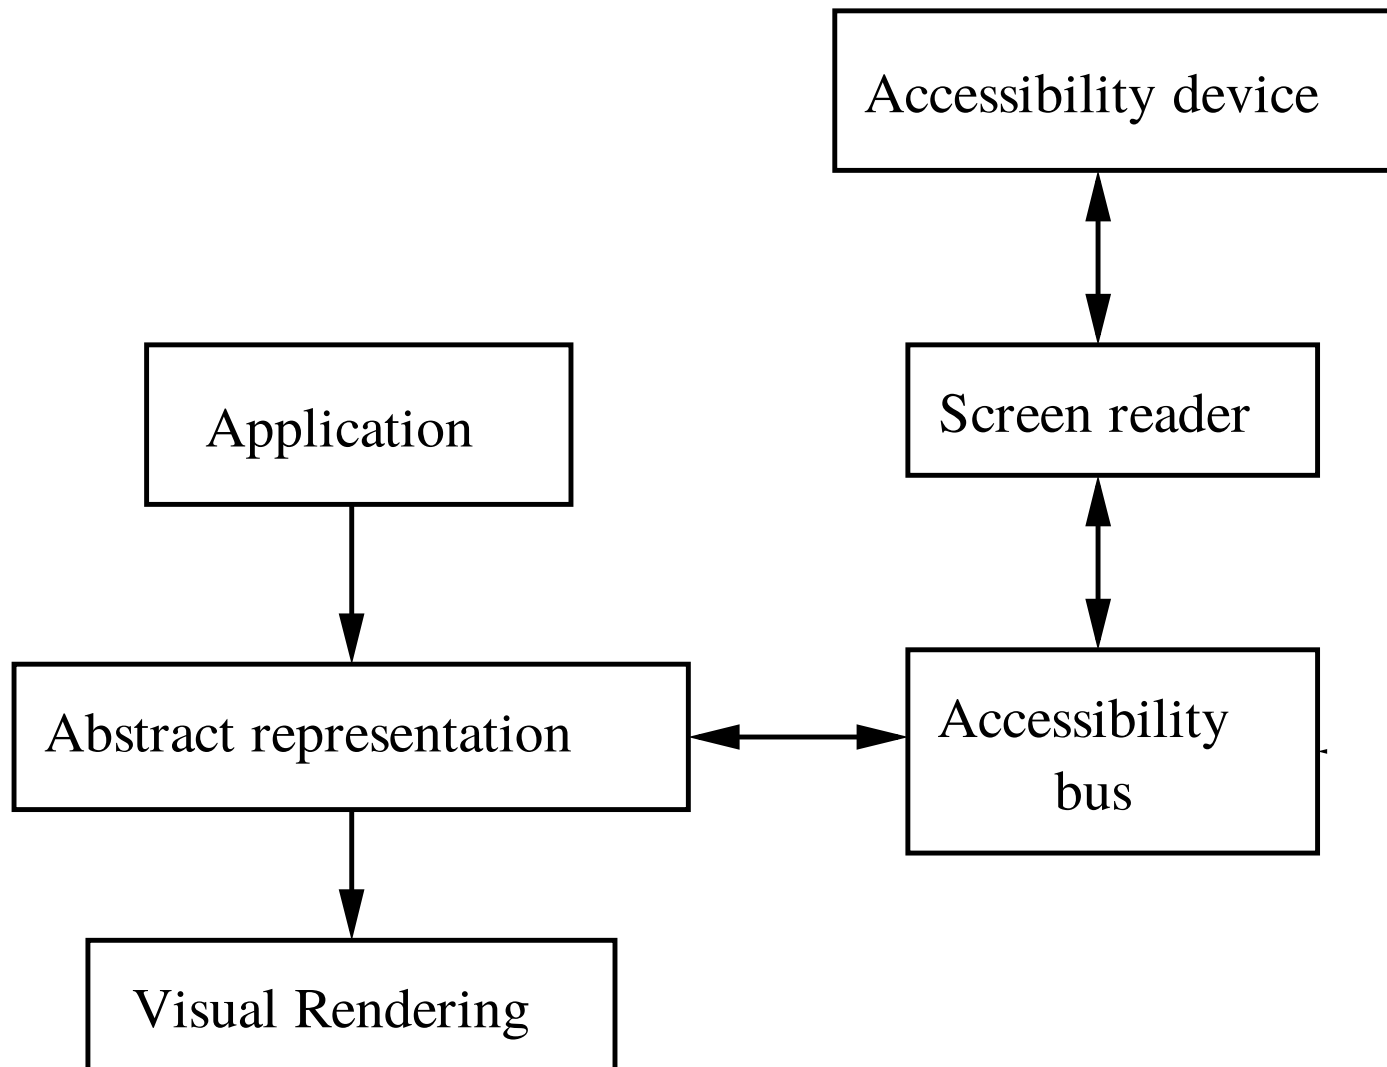 Accessibility device
Screen reader
Application
Abstract representation
Accessibility
bus
Visual Rendering